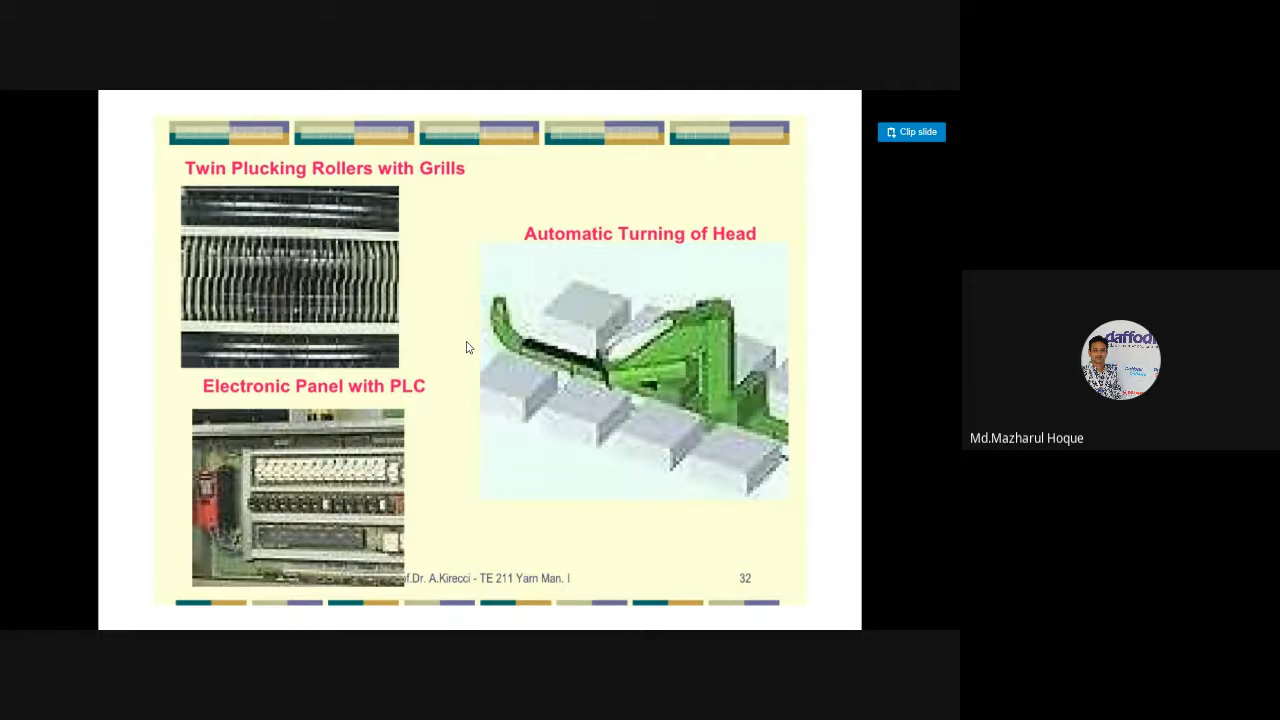 Clip slide
Twin Plucking Rollers with Grills
Automatic Turning of Head
Electronic Panel with PLC
A.Kirecci - TE 211 Yarn Man. I
32
daffodi
Md.Mazharul Hoque